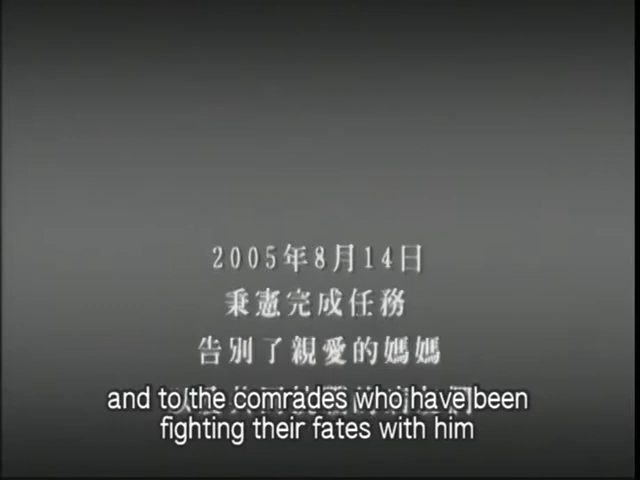 2005年8月14日
秉憲完成任務
告別了親愛的媽媽
and to the comrades who have been
fighting their fates with him